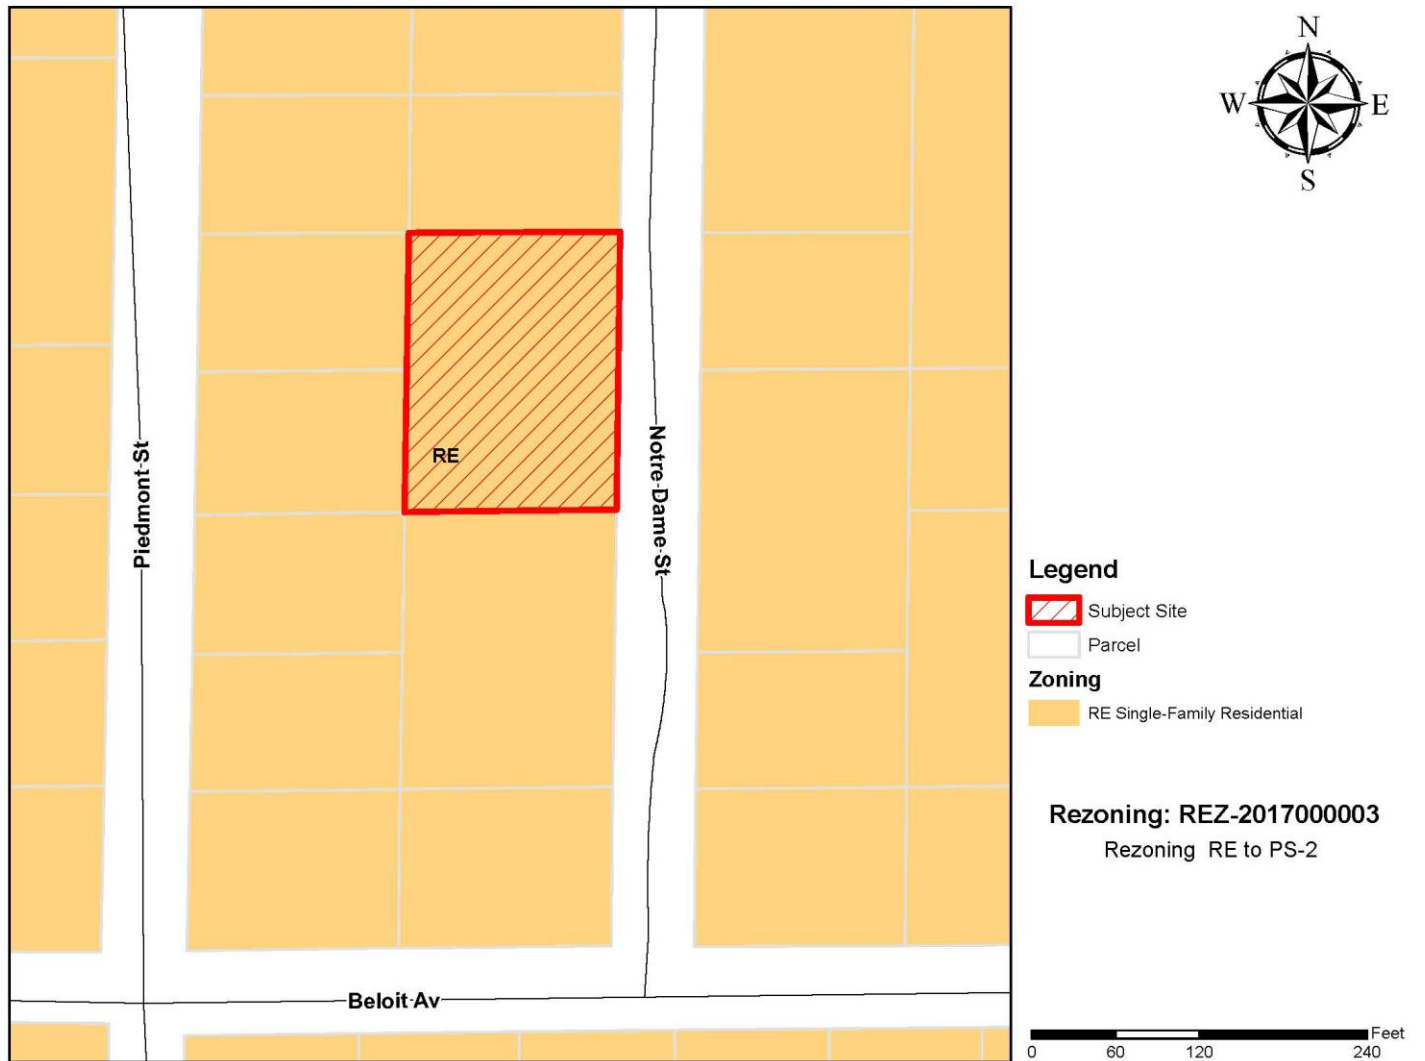 N
W E
S
Piedmont St
Notre Dame St
RE
Beloit Av
Legend
Subject Site
Parcel
Zoning
RE Single-Family Residential
Rezoning: REZ-2017000003
Rezoning RE to PS-2
Feet
0 60 120 240